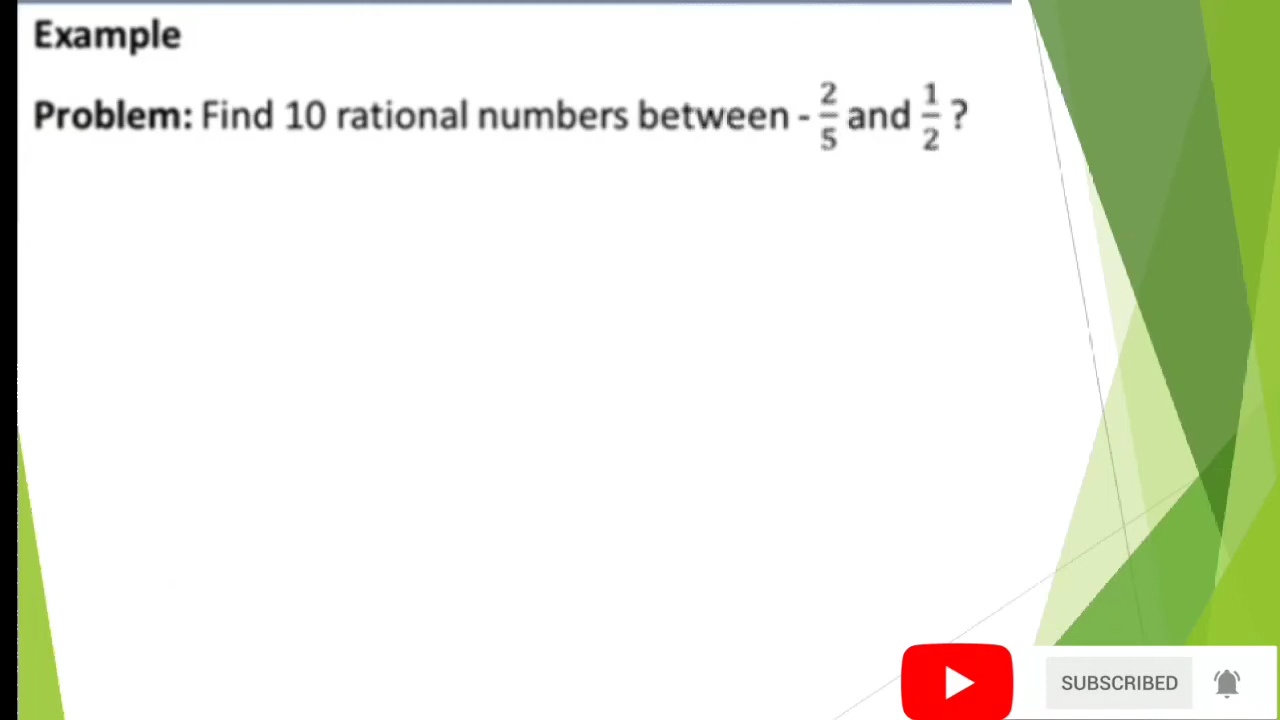 Example
Problem: Find 10 rational numbers between - 2/5 and 1/2 ?
SUBSCRIBED